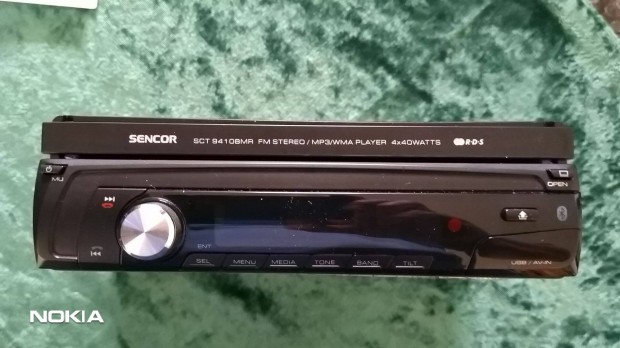 SENCOR SCT 9410BMR FM STEREO / MP3/WMA PLAYER 4x40WATTS R·D·S
MU
OPEN
ENT
SEL MENU MEDIA TONE BAND TILT
USB / AV-IN
NOKIA